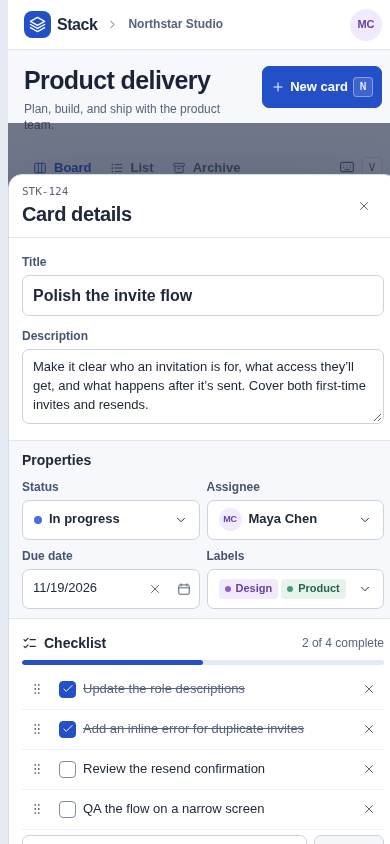 Stack
Northstar Studio
MC
Product delivery
Plan, build, and ship with the product
team.
New card N
Board
List
Archive
V
STK-124
Card details
Title
Polish the invite flow
Description
Make it clear who an invitation is for, what access they’ll
get, and what happens after it’s sent. Cover both first-time
invites and resends.
Properties
Status
Assignee
In progress
MC Maya Chen
Due date
Labels
11/19/2026
Design
Product
Checklist
2 of 4 complete
Update the role descriptions
Add an inline error for duplicate invites
Review the resend confirmation
QA the flow on a narrow screen